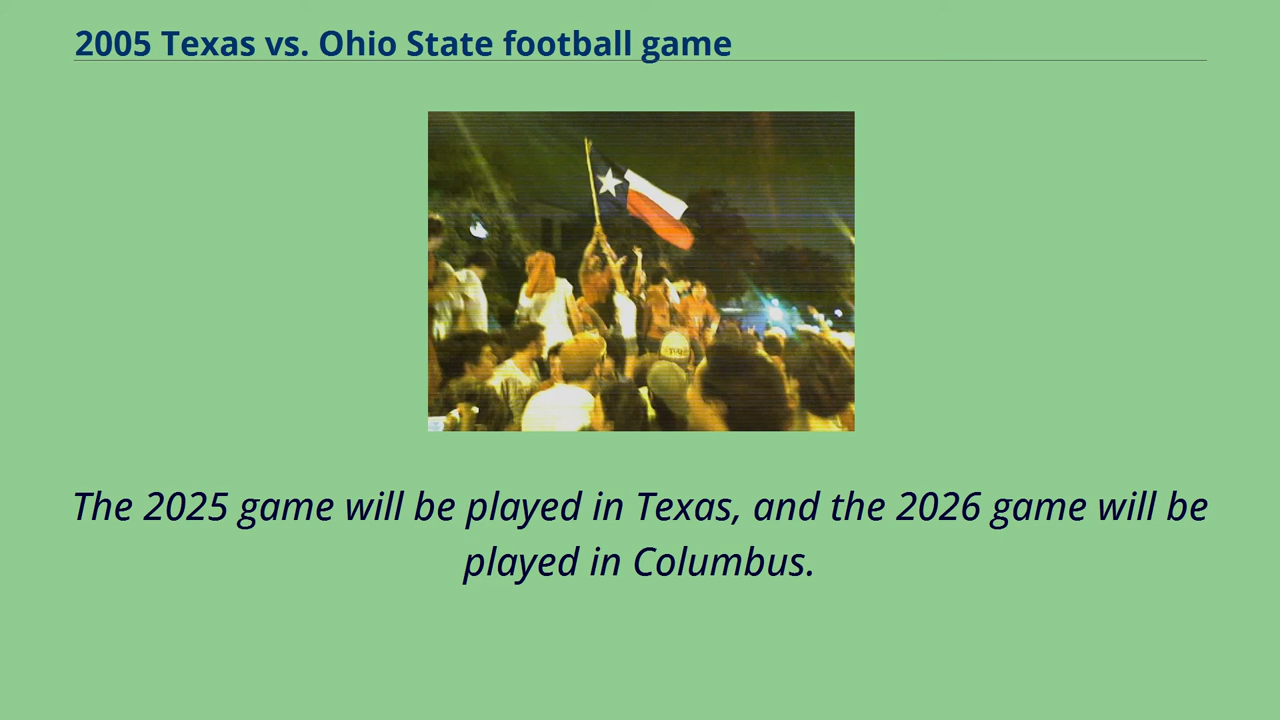 2005 Texas vs. Ohio State football game
The 2025 game will be played in Texas, and the 2026 game will be
played in Columbus.